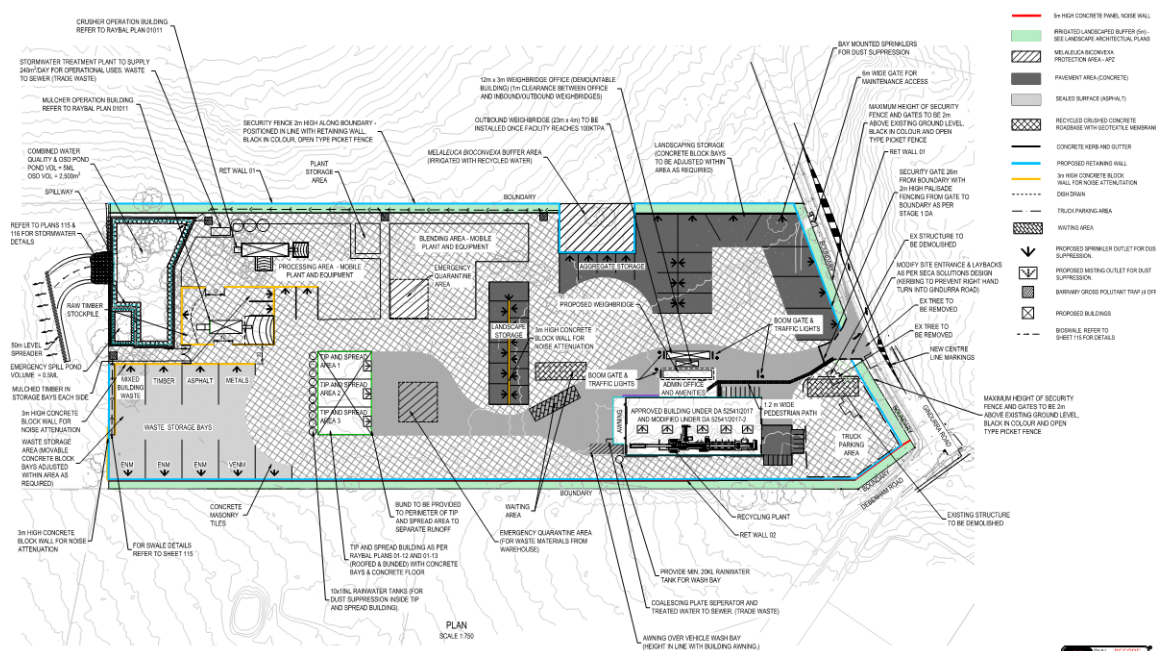 CRUSHER OPERATION BUILDING
REFER TO RAYBAL PLAN 01011
STORMWATER TREATMENT PLANT TO SUPPLY
240m³/DAY FOR OPERATIONAL USES. WASTE
TO SEWER (TRADE WASTE)
MULCHER OPERATION BUILDING
REFER TO RAYBAL PLAN 01011
COMBINED WATER
QUALITY & OSD POND
POND VOL = 5ML
OSD VOL = 2,500m³
SPILLWAY
REFER TO PLANS 115 &
116 FOR STORMWATER
DETAILS
RAW TIMBER
STOCKPILE
50m LEVEL
SPREADER
EMERGENCY SPILL POND
VOLUME = 0.5ML
MULCHED TIMBER IN
STORAGE BAYS EACH SIDE
3m HIGH CONCRETE
BLOCK WALL FOR
NOISE ATTENUATION
WASTE STORAGE
AREA (MOVABLE
CONCRETE BLOCK
BAYS ADJUSTED
WITHIN AREA AS
REQUIRED)
3m HIGH CONCRETE
BLOCK WALL FOR NOISE
ATTENUATION
FOR SWALE DETAILS
REFER TO SHEET 115
SECURITY FENCE 2m HIGH ALONG BOUNDARY -
POSITIONED IN LINE WITH RETAINING WALL,
BLACK IN COLOUR, OPEN TYPE PICKET FENCE
RET WALL 01
PLANT
STORAGE
AREA
12m x 3m WEIGHBRIDGE OFFICE (DEMOUNTABLE
BUILDING) (1m CLEARANCE BETWEEN OFFICE
AND INBOUND/OUTBOUND WEIGHBRIDGES)
OUTBOUND WEIGHBRIDGE (23m x 4m) TO BE
INSTALLED ONCE FACILITY REACHES 100KTPA
MELALEUCA BIOCONVEXA BUFFER AREA
(IRRIGATED WITH RECYCLED WATER)
BOUNDARY
LANDSCAPING STORAGE
(CONCRETE BLOCK BAYS
TO BE ADJUSTED WITHIN
AREA AS REQUIRED)
BAY MOUNTED SPRINKLERS
FOR DUST SUPPRESSION
6m WIDE GATE FOR
MAINTENANCE ACCESS
MAXIMUM HEIGHT OF SECURITY
FENCE AND GATES TO BE 2m
ABOVE EXISTING GROUND LEVEL,
BLACK IN COLOUR AND OPEN
TYPE PICKET FENCE
RET WALL 01
SECURITY GATE 26m
FROM BOUNDARY WITH
2m HIGH PALISADE
FENCING FROM GATE TO
BOUNDARY AS PER
STAGE 1 DA
EX STRUCTURE TO
BE DEMOLISHED
MODIFY SITE ENTRANCE & LAYBACKS
AS PER SECA SOLUTIONS DESIGN
(KERBING TO PREVENT RIGHT HAND
TURN INTO GINDURRA ROAD)
EX TREE TO
BE REMOVED
EX TREE TO
BE REMOVED
NEW CENTRE
LINE MARKINGS
MAXIMUM HEIGHT OF SECURITY
FENCE AND GATES TO BE 2m
ABOVE EXISTING GROUND LEVEL,
BLACK IN COLOUR AND OPEN
TYPE PICKET FENCE
BOUNDARY
BLENDING AREA - MOBILE
PLANT AND EQUIPMENT
PROCESSING AREA - MOBILE
PLANT AND EQUIPMENT
EMERGENCY
QUARANTINE
AREA
AGGREGATE STORAGE
PROPOSED WEIGHBRIDGE
LANDSCAPE
STORAGE
3m HIGH CONCRETE
BLOCK WALL FOR
NOISE ATTENUATION
BOOM GATE &
TRAFFIC LIGHTS
BOOM GATE &
TRAFFIC LIGHTS
ADMIN OFFICE
AND AMENITIES
1.2 m WIDE
PEDESTRIAN PATH
MIXED
BUILDING
WASTE
TIMBER
ASPHALT
METALS
TIP AND SPREAD
AREA 1
TIP AND SPREAD
AREA 2
TIP AND SPREAD
AREA 3
WASTE STORAGE BAYS
ENM
ENM
ENM
VENM
AWNING
APPROVED BUILDING UNDER DA 52541/2017
AND MODIFIED UNDER DA 52541/2017-2
TRUCK
PARKING
AREA
BOUNDARY
GINDURRA ROAD
BOUNDARY
DEBENHAM ROAD
BOUNDARY
CONCRETE
MASONRY
TILES
BUND TO BE PROVIDED
TO PERIMETER OF TIP
AND SPREAD AREA TO
SEPARATE RUNOFF
WAITING
AREA
EMERGENCY QUARANTINE AREA
(FOR WASTE MATERIALS FROM
WAREHOUSE)
TIP AND SPREAD BUILDING AS PER
RAYBAL PLANS 01-12 AND 01-13
(ROOFED & BUNDED) WITH CONCRETE
BAYS & CONCRETE FLOOR
10x10kL RAINWATER TANKS (FOR
DUST SUPPRESSION INSIDE TIP
AND SPREAD BUILDING).
RECYCLING PLANT
RET WALL 02
EXISTING STRUCTURE
TO BE DEMOLISHED
PROVIDE MIN. 20KL RAINWATER
TANK FOR WASH BAY
COALESCING PLATE SEPERATOR AND
TREATED WATER TO SEWER. (TRADE WASTE)
AWNING OVER VEHICLE WASH BAY
(HEIGHT IN LINE WITH BUILDING AWNING.)
PLAN
SCALE 1:750
5m HIGH CONCRETE PANEL NOISE WALL
IRRIGATED LANDSCAPED BUFFER (5m) -
SEE LANDSCAPE ARCHITECTURAL PLANS
MELALEUCA BICONVEXA
PROTECTION AREA - APZ
PAVEMENT AREA (CONCRETE)
SEALED SURFACE (ASPHALT)
RECYCLED CRUSHED CONCRETE
ROADBASE WITH GEOTEXTILE MEMBRANE
CONCRETE KERB AND GUTTER
PROPOSED RETAINING WALL
3m HIGH CONCRETE BLOCK
WALL FOR NOISE ATTNUTATION
DISH DRAIN
TRUCK PARKING AREA
WAITING AREA
PROPOSED SPRINKLER OUTLET FOR DUST
SUPPRESSION.
PROPOSED MISTING OUTLET FOR DUST
SUPPRESSION
BARRAMY GROSS POLLUTANT TRAP (4 OFF)
PROPOSED BUILDINGS
BIOSWALE. REFER TO
SHEET 115 FOR DETAILS